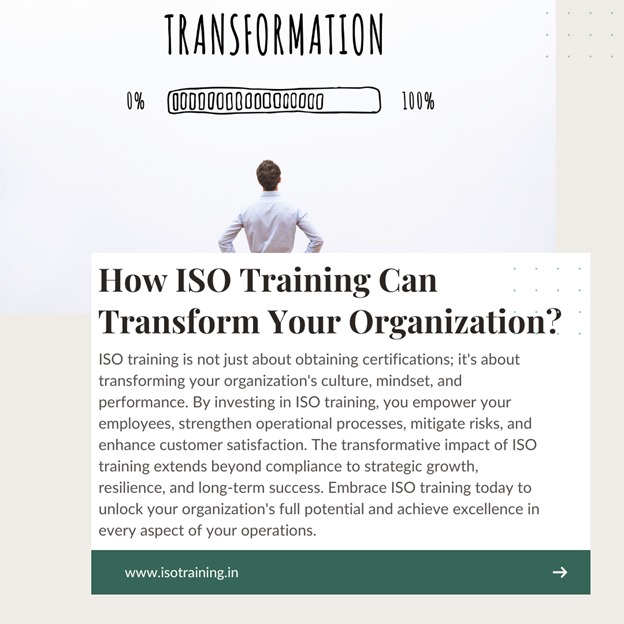 TRANSFORMATION
0% 100%
How ISO Training Can
Transform Your Organization?
ISO training is not just about obtaining certifications; it's about
transforming your organization's culture, mindset, and
performance. By investing in ISO training, you empower your
employees, strengthen operational processes, mitigate risks, and
enhance customer satisfaction. The transformative impact of ISO
training extends beyond compliance to strategic growth,
resilience, and long-term success. Embrace ISO training today to
unlock your organization's full potential and achieve excellence in
every aspect of your operations.
www.isotraining.in